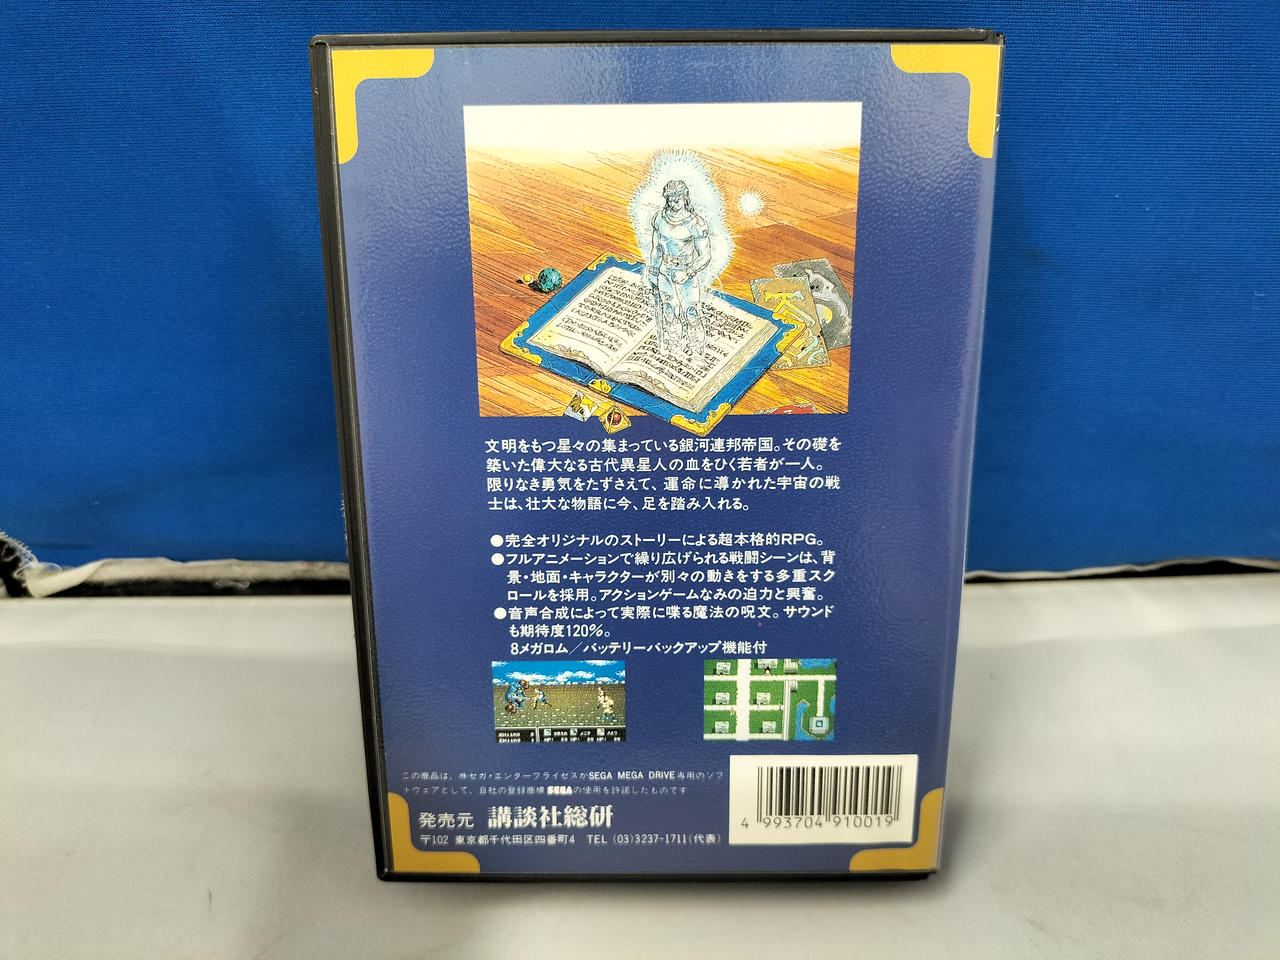 文明をもつ星々の集まっている銀河連邦帝国。その礎を
築いた偉大なる古代異星人の血をひく若者が一人。
限りなき勇気をたずさえて、運命に導かれた宇宙の戦
士は、壮大な物語に今、足を踏み入れる。
●完全オリジナルのストーリーによる超本格的RPG。
●フルアニメーションで繰り広げられる戦闘シーンは、背
景・地面・キャラクターが別々の動きをする多重スク
ロールを採用。アクションゲームなみの迫力と興奮。
●音声合成によって実際に喋る魔法の呪文。サウンド
も期待度120%。
8メガロム／バッテリーバックアップ機能付
この商品は、㈱セガ・エンタープライゼスがSEGA MEGA DRIVE専用のソフ
トウェアとして、自社の登録商標SEGAの使用を許諾したものです
発売元 講談社総研
〒102 東京都千代田区四番町4 TEL (03)3237-1711(代表)
4 993704 910019